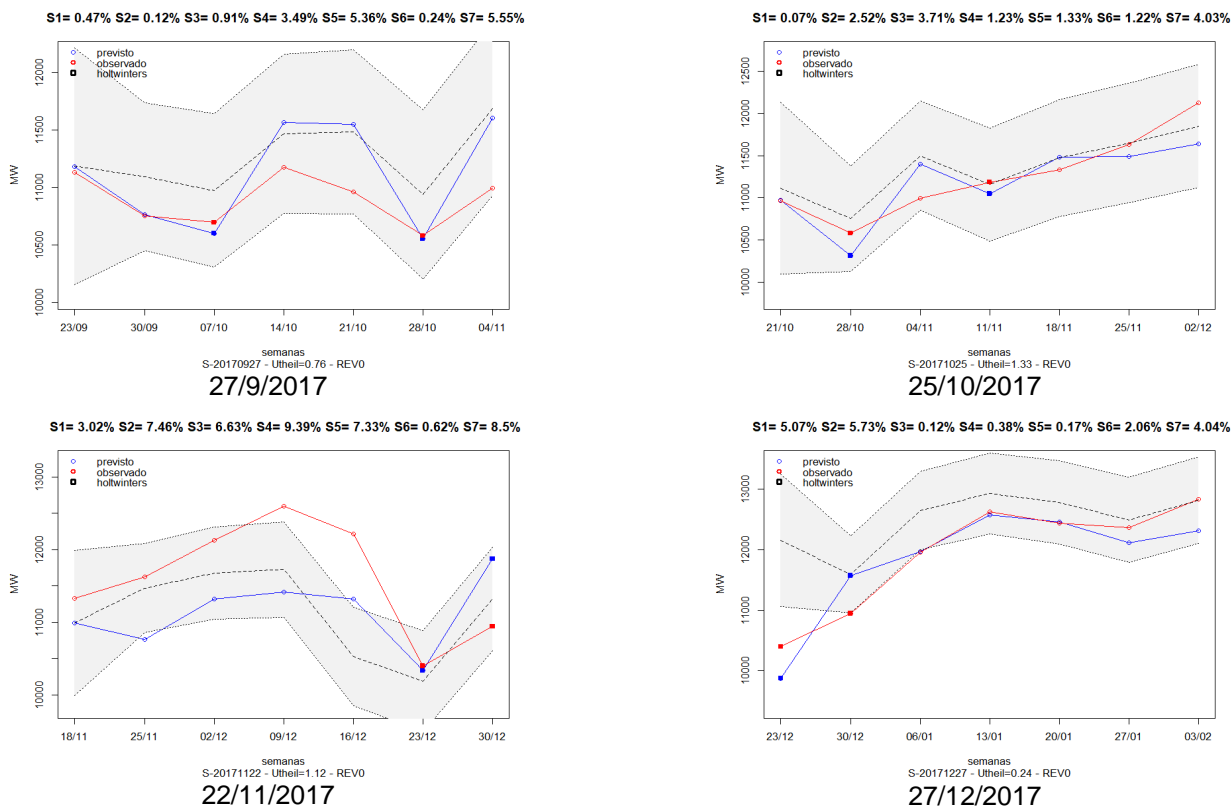 S1= 0.47% S2= 0.12% S3= 0.91% S4= 3.49% S5= 5.36% S6= 0.24% S7= 5.55%
previsto
observado
holtwinters
MW
12000
11500
11000
10500
10000
23/09 30/09 07/10 14/10 21/10 28/10 04/11
semanas
S-20170927 - Utheil=0.76 - REV0
27/9/2017
S1= 0.07% S2= 2.52% S3= 3.71% S4= 1.23% S5= 1.33% S6= 1.22% S7= 4.03%
previsto
observado
holtwinters
MW
12500
12000
11500
11000
10500
10000
21/10 28/10 04/11 11/11 18/11 25/11 02/12
semanas
S-20171025 - Utheil=1.33 - REV0
25/10/2017
S1= 3.02% S2= 7.46% S3= 6.63% S4= 9.39% S5= 7.33% S6= 0.62% S7= 8.5%
previsto
observado
holtwinters
MW
13000
12000
11000
10000
18/11 25/11 02/12 09/12 16/12 23/12 30/12
semanas
S-20171122 - Utheil=1.12 - REV0
22/11/2017
S1= 5.07% S2= 5.73% S3= 0.12% S4= 0.38% S5= 0.17% S6= 2.06% S7= 4.04%
previsto
observado
holtwinters
MW
13000
12000
11000
10000
23/12 30/12 06/01 13/01 20/01 27/01 03/02
semanas
S-20171227 - Utheil=0.24 - REV0
27/12/2017